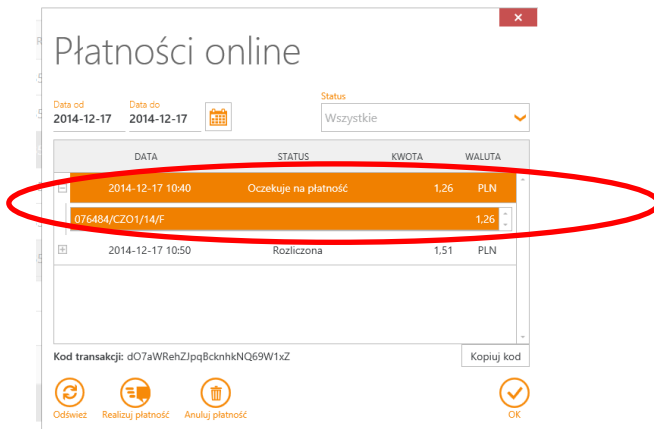 Płatności online
Data od Data do Status
2014-12-17 2014-12-17 Wszystkie
DATA STATUS KWOTA WALUTA
2014-12-17 10:40 Oczekuje na płatność 1,26 PLN
076484/CZO1/14/F 1,26
2014-12-17 10:50 Rozliczona 1,51 PLN
Kod transakcji: dO7aWRehZJpqBcknhkNQ69W1xZ Kopiuj kod
Odśwież Realizuj płatność Anuluj płatność OK